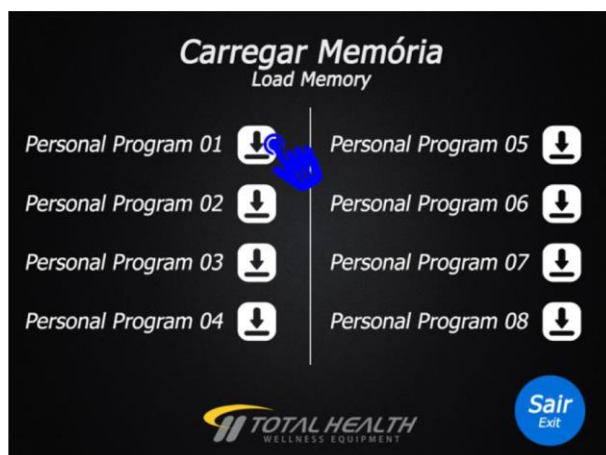 Carregar Memória
Load Memory
Personal Program 01
Personal Program 02
Personal Program 03
Personal Program 04
Personal Program 05
Personal Program 06
Personal Program 07
Personal Program 08
TOTAL HEALTH
WELLNESS EQUIPMENT
Sair
Exit